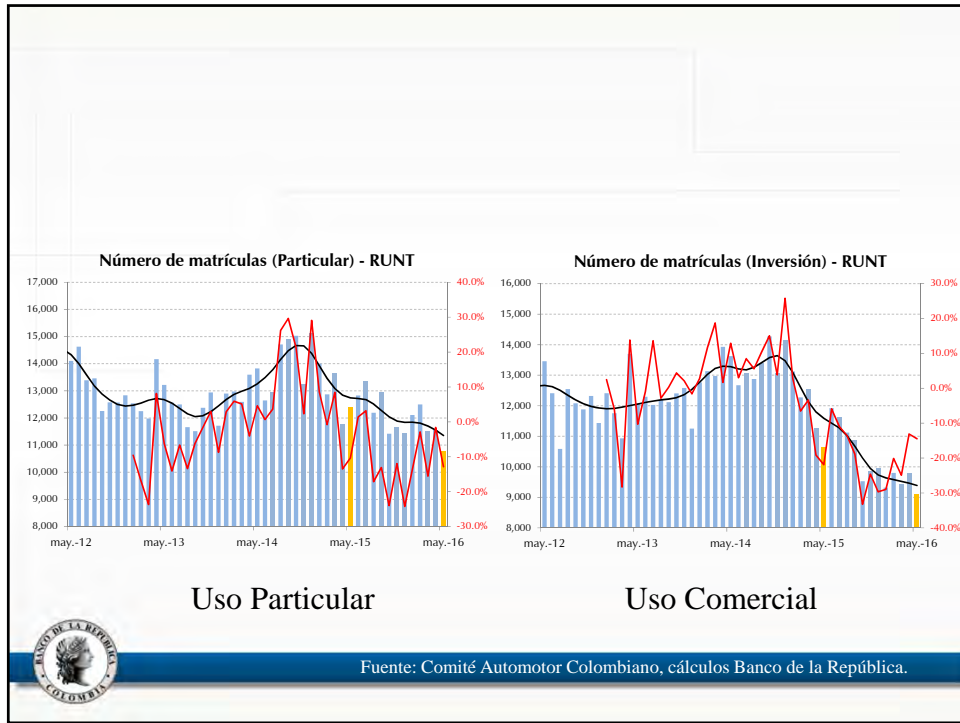 Número de matrículas (Particular) - RUNT
17,000
16,000
15,000
14,000
13,000
12,000
11,000
10,000
9,000
8,000
40.0%
30.0%
20.0%
10.0%
0.0%
-10.0%
-20.0%
-30.0%
may.-12
may.-13
may.-14
may.-15
may.-16
Número de matrículas (Inversión) - RUNT
16,000
15,000
14,000
13,000
12,000
11,000
10,000
9,000
8,000
30.0%
20.0%
10.0%
0.0%
-10.0%
-20.0%
-30.0%
-40.0%
may.-12
may.-13
may.-14
may.-15
may.-16
Uso Particular
Uso Comercial
BANCO DE LA REPUBLICA
COLOMBIA
Fuente: Comité Automotor Colombiano, cálculos Banco de la República.